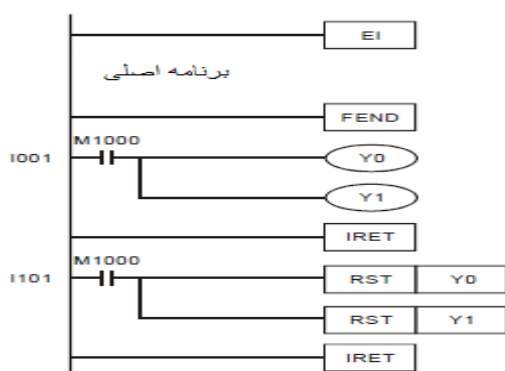 EI
برنامه اصلی
FEND
M1000
I001
Y0
Y1
IRET
M1000
I101
RST Y0
RST Y1
IRET